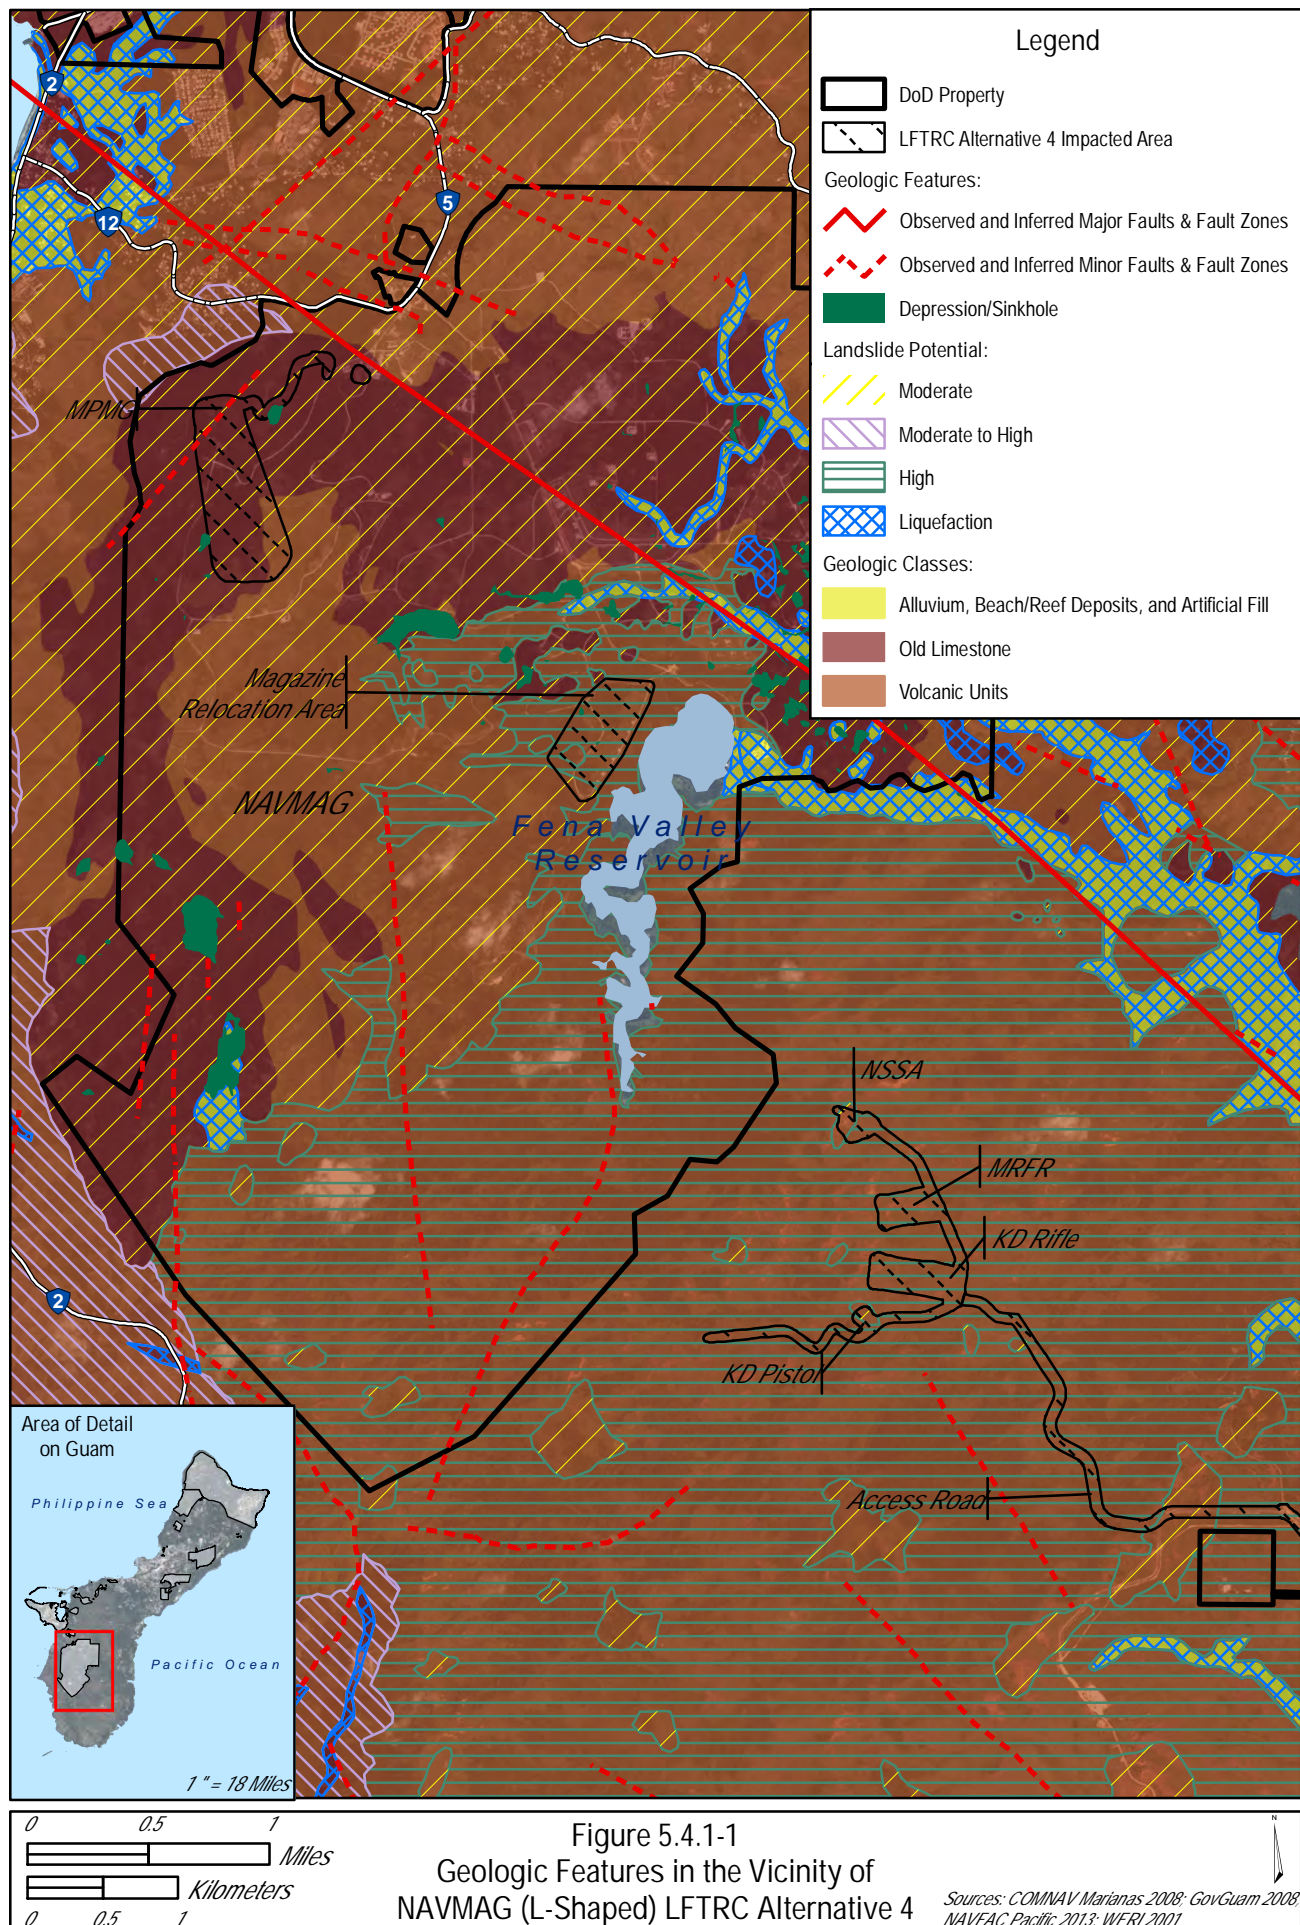 Legend
DoD Property
LFTRC Alternative 4 Impacted Area
Geologic Features:
Observed and Inferred Major Faults & Fault Zones
Observed and Inferred Minor Faults & Fault Zones
Depression/Sinkhole
Landslide Potential:
Moderate
Moderate to High
High
Liquefaction
Geologic Classes:
Alluvium, Beach/Reef Deposits, and Artificial Fill
Old Limestone
Volcanic Units
2
12
5
MPMG
Magazine
Relocation Area
NAVMAG
Fena Valley
Reservoir
NSSA
MRFR
KD Rifle
KD Pistol
Access Road
2
Area of Detail
on Guam
Philippine Sea
Pacific Ocean
1 " = 18 Miles
0 0.5 1
Miles
Kilometers
0 0.5 1
Figure 5.4.1-1
Geologic Features in the Vicinity of
NAVMAG (L-Shaped) LFTRC Alternative 4
N
Sources: COMNAV Marianas 2008; GovGuam 2008;
NAVFAC Pacific 2013; WERI 2001